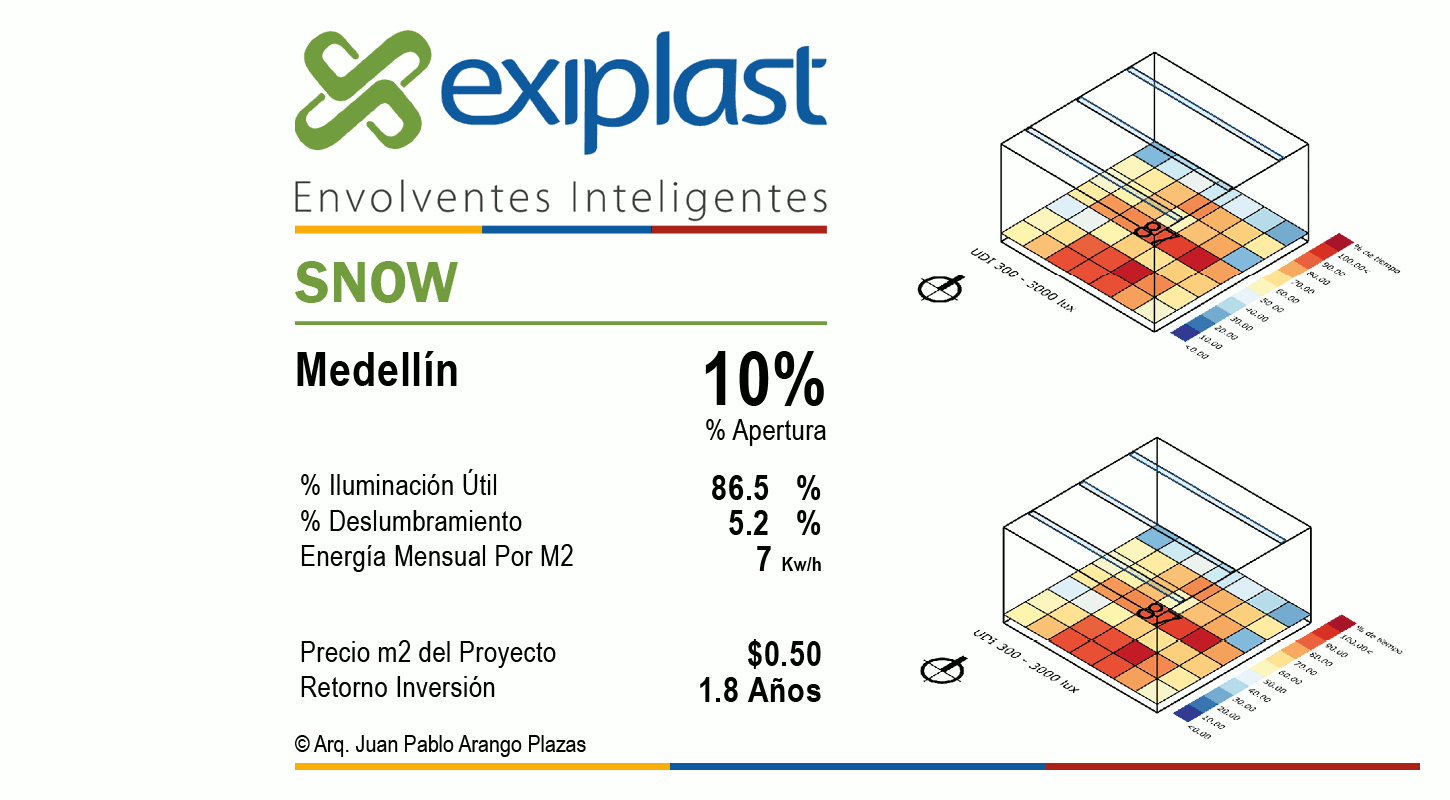 exiplast
Envolventes Inteligentes
SNOW
Medellín
10%
% Apertura
% Iluminación Útil 86.5 %
% Deslumbramiento 5.2 %
Energía Mensual Por M2 7 Kw/h
Precio m2 del Proyecto $0.50
Retorno Inversión 1.8 Años
© Arq. Juan Pablo Arango Plazas
87
UDI 300 - 3000 lux
% de tiempo
100.00<
90.00
80.00
70.00
60.00
50.00
40.00
30.00
20.00
10.00
<0.00
87
UDI 300 - 3000 lux
% de tiempo
100.00<
90.00
80.00
70.00
60.00
50.00
40.00
30.00
20.00
10.00
<0.00